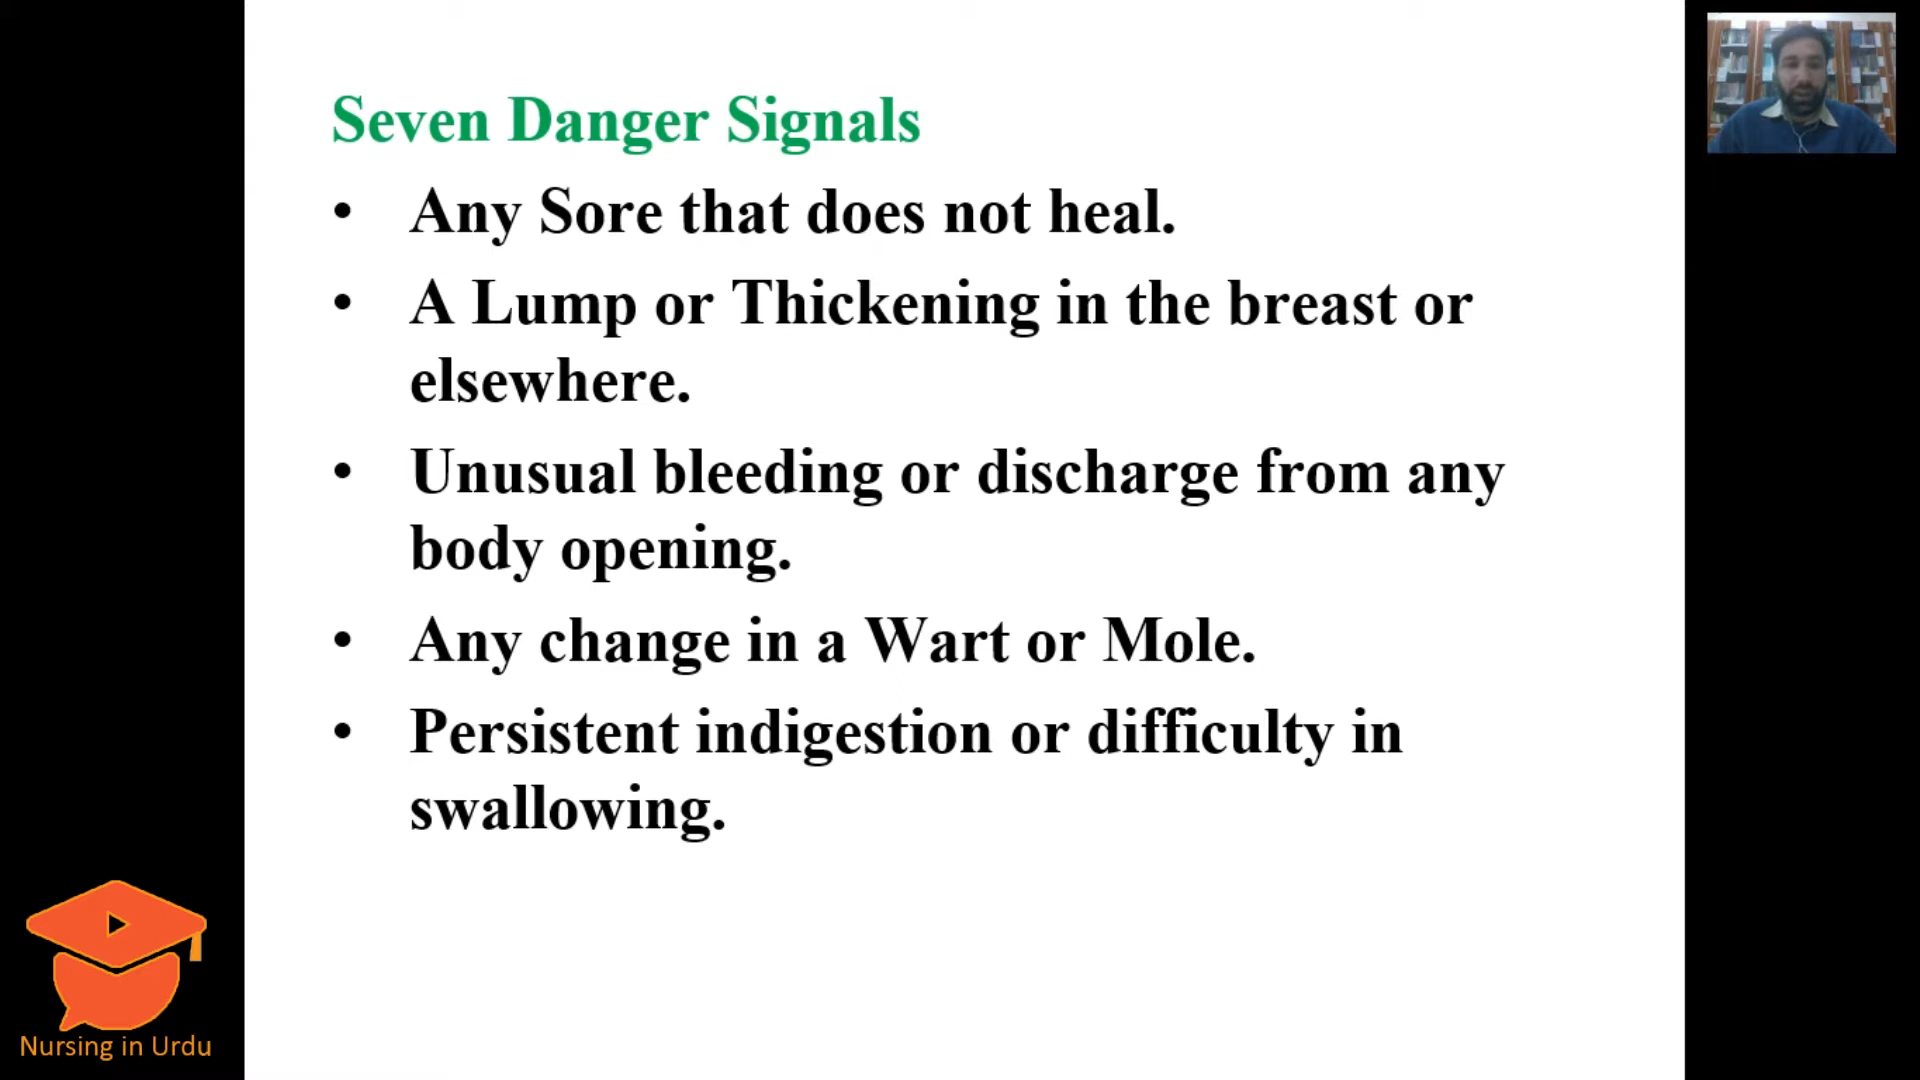 Seven Danger Signals
• Any Sore that does not heal.
• A Lump or Thickening in the breast or
elsewhere.
• Unusual bleeding or discharge from any
body opening.
• Any change in a Wart or Mole.
• Persistent indigestion or difficulty in
swallowing.
Nursing in Urdu